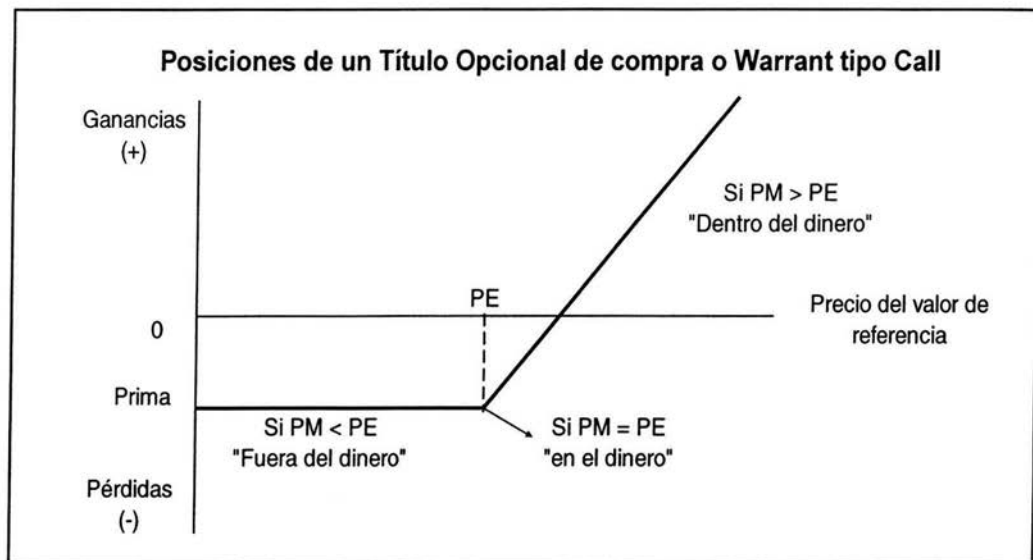 Posiciones de un Título Opcional de compra o Warrant tipo Call
Ganancias
(+)
Si PM > PE
"Dentro del dinero"
PE
Precio del valor de
referencia
0
Prima
Si PM < PE
"Fuera del dinero"
Si PM = PE
"en el dinero"
Pérdidas
(-)